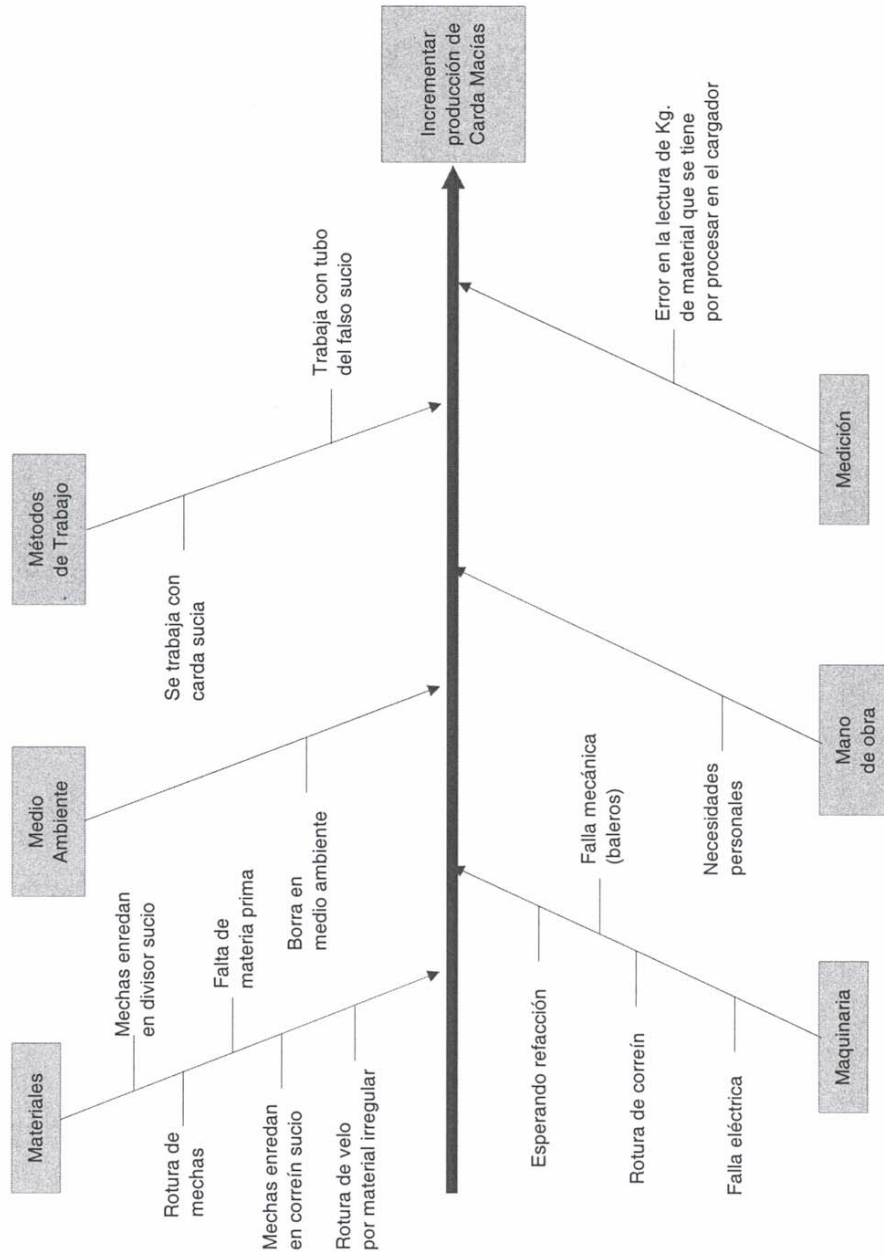 Materiales
Mechas enredan
en divisor sucio
Rotura de
mechas
Falta de
materia prima
Mechas enredan
en correín sucio
Rotura de velo
por material irregular
Medio
Ambiente
Borra en
medio ambiente
Métodos
de Trabajo
Se trabaja con
carda sucia
Trabaja con tubo
del falso sucio
Incrementar
producción de
Carda Macías
Esperando refacción
Falla mecánica
(baleros)
Rotura de correín
Falla eléctrica
Maquinaria
Necesidades
personales
Mano
de obra
Error en la lectura de Kg.
de material que se tiene
por procesar en el cargador
Medición